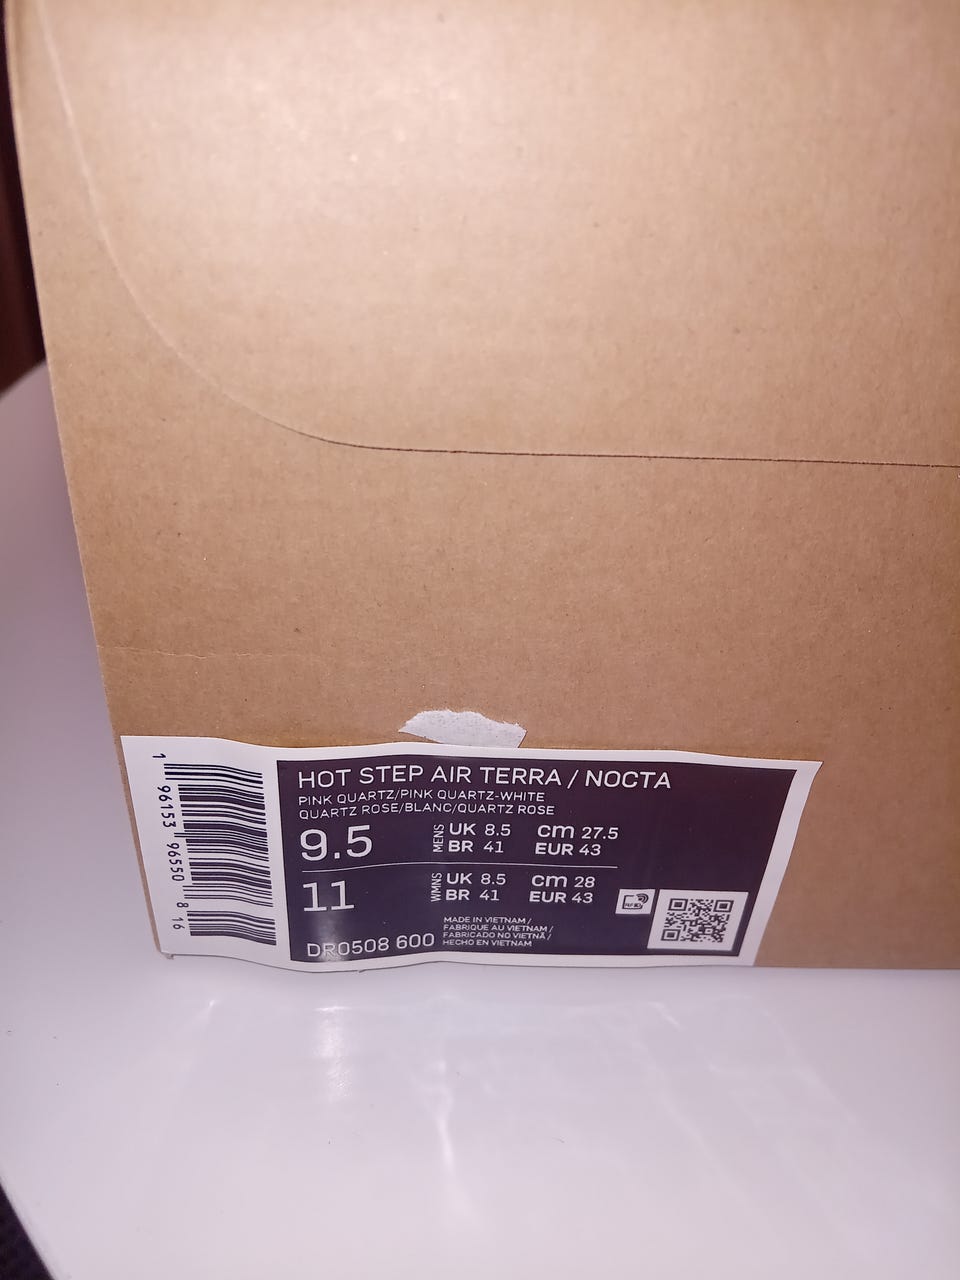 HOT STEP AIR TERRA / NOCTA
PINK QUARTZ/PINK QUARTZ-WHITE
QUARTZ ROSE/BLANC/QUARTZ ROSE
9.5
MENS
UK 8.5 cm 27.5
BR 41 EUR 43
11
WMNS
UK 8.5 cm 28
BR 41 EUR 43
DR0508 600
MADE IN VIETNAM /
FABRIQUE AU VIETNAM /
FABRICADO NO VIETNÃ /
HECHO EN VIETNAM
RFID
1 96153 96550 8 16